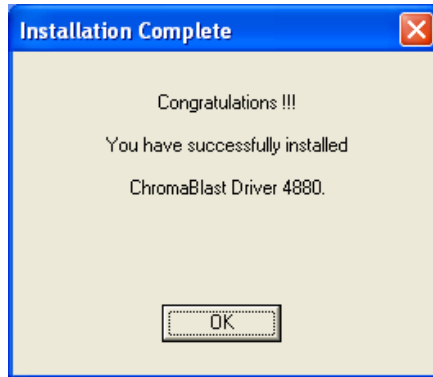 Installation Complete
Congratulations !!!
You have successfully installed
ChromaBlast Driver 4880.
OK